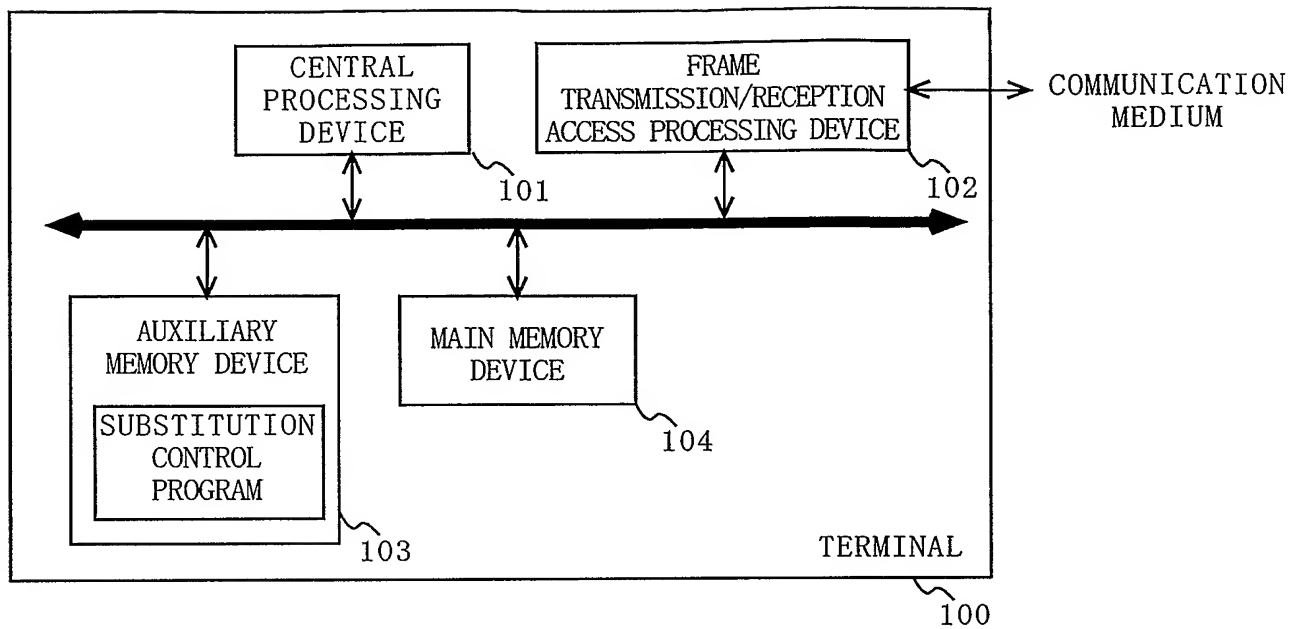 CENTRAL
PROCESSING
DEVICE
101
FRAME
TRANSMISSION/RECEPTION
ACCESS PROCESSING DEVICE
102
COMMUNICATION
MEDIUM
AUXILIARY
MEMORY DEVICE
SUBSTITUTION
CONTROL
PROGRAM
103
MAIN MEMORY
DEVICE
104
TERMINAL
100